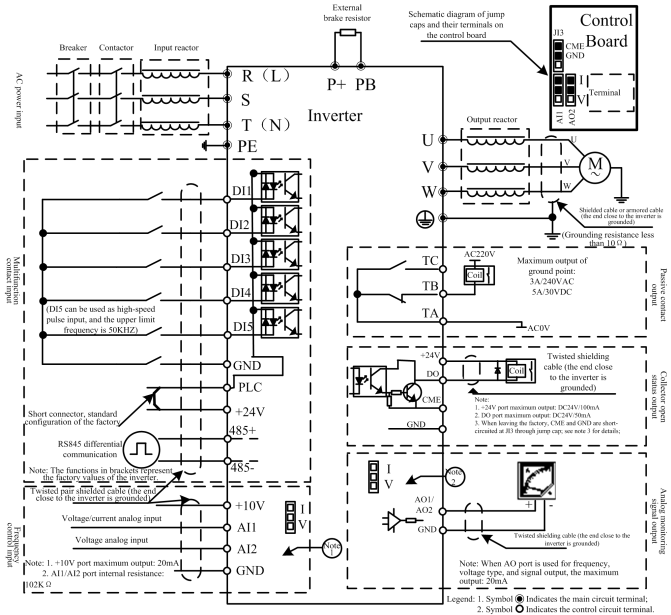 External
brake resistor
Schematic diagram of jump
caps and their terminals on
the control board
Control
Board
JI3
CME
GND
I
V
Terminal
AI1
AO2
Breaker
Contactor
Input reactor
AC power input
R (L)
S
T (N)
PE
P+ PB
Inverter
Output reactor
U
V
W
U
V
W
M
~
Shielded cable or armored cable
(the end close to the inverter is
grounded)
(Grounding resistance less
than 10Ω)
Multifunction
contact input
DI1
DI2
DI3
DI4
(DI5 can be used as high-speed
pulse input, and the upper limit
frequency is 50KHZ)
DI5
GND
PLC
+24V
Short connector, standard
configuration of the factory
RS845 differential
communication
485+
485-
Note: The functions in brackets represent
the factory values of the inverter.
Twisted pair shielded cable (the end
close to the inverter is grounded)
Frequency
control input
+10V
I
V
Voltage/current analog input
AI1
Voltage analog input
AI2
Note: 1. +10V port maximum output: 20mA
2. AI1/AI2 port internal resistance:
102KΩ
GND
Note
1
TC
AC220V
Coil
TB
TA
AC0V
Maximum output of
ground point:
3A/240VAC
5A/30VDC
Passive contact
output
+24V
DO
Coil
CME
GND
Twisted shielding
cable (the end close
to the inverter is
grounded)
Note:
1. +24V port maximum output: DC24V/100mA
2. DO port maximum output: DC24V/50mA
3. When leaving the factory, CME and GND are short-
circuited at JI3 through jump cap; see note 3 for details;
Collector open
status output
I
V
Note
2
AO1/
AO2
GND
+
-
Twisted shielding cable (the end close to the
inverter is grounded)
Note: When AO port is used for frequency,
voltage type, and signal output, the maximum
output: 20mA
Analog monitoring
signal output
Legend: 1. Symbol Indicates the main circuit terminal;
2. Symbol Indicates the control circuit terminal.